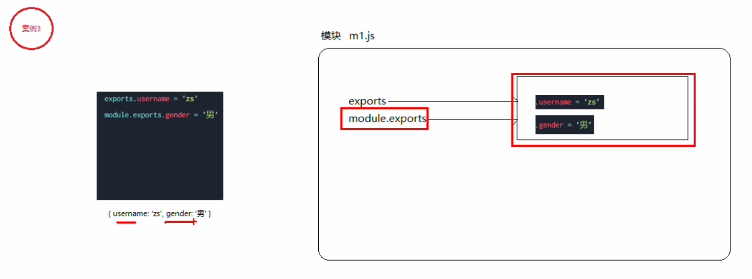 案例3
模块 m1.js
exports.username = 'zs'
module.exports.gender = '男'
{ username: 'zs', gender: '男' }
exports
module.exports
.username = 'zs'
.gender = '男'